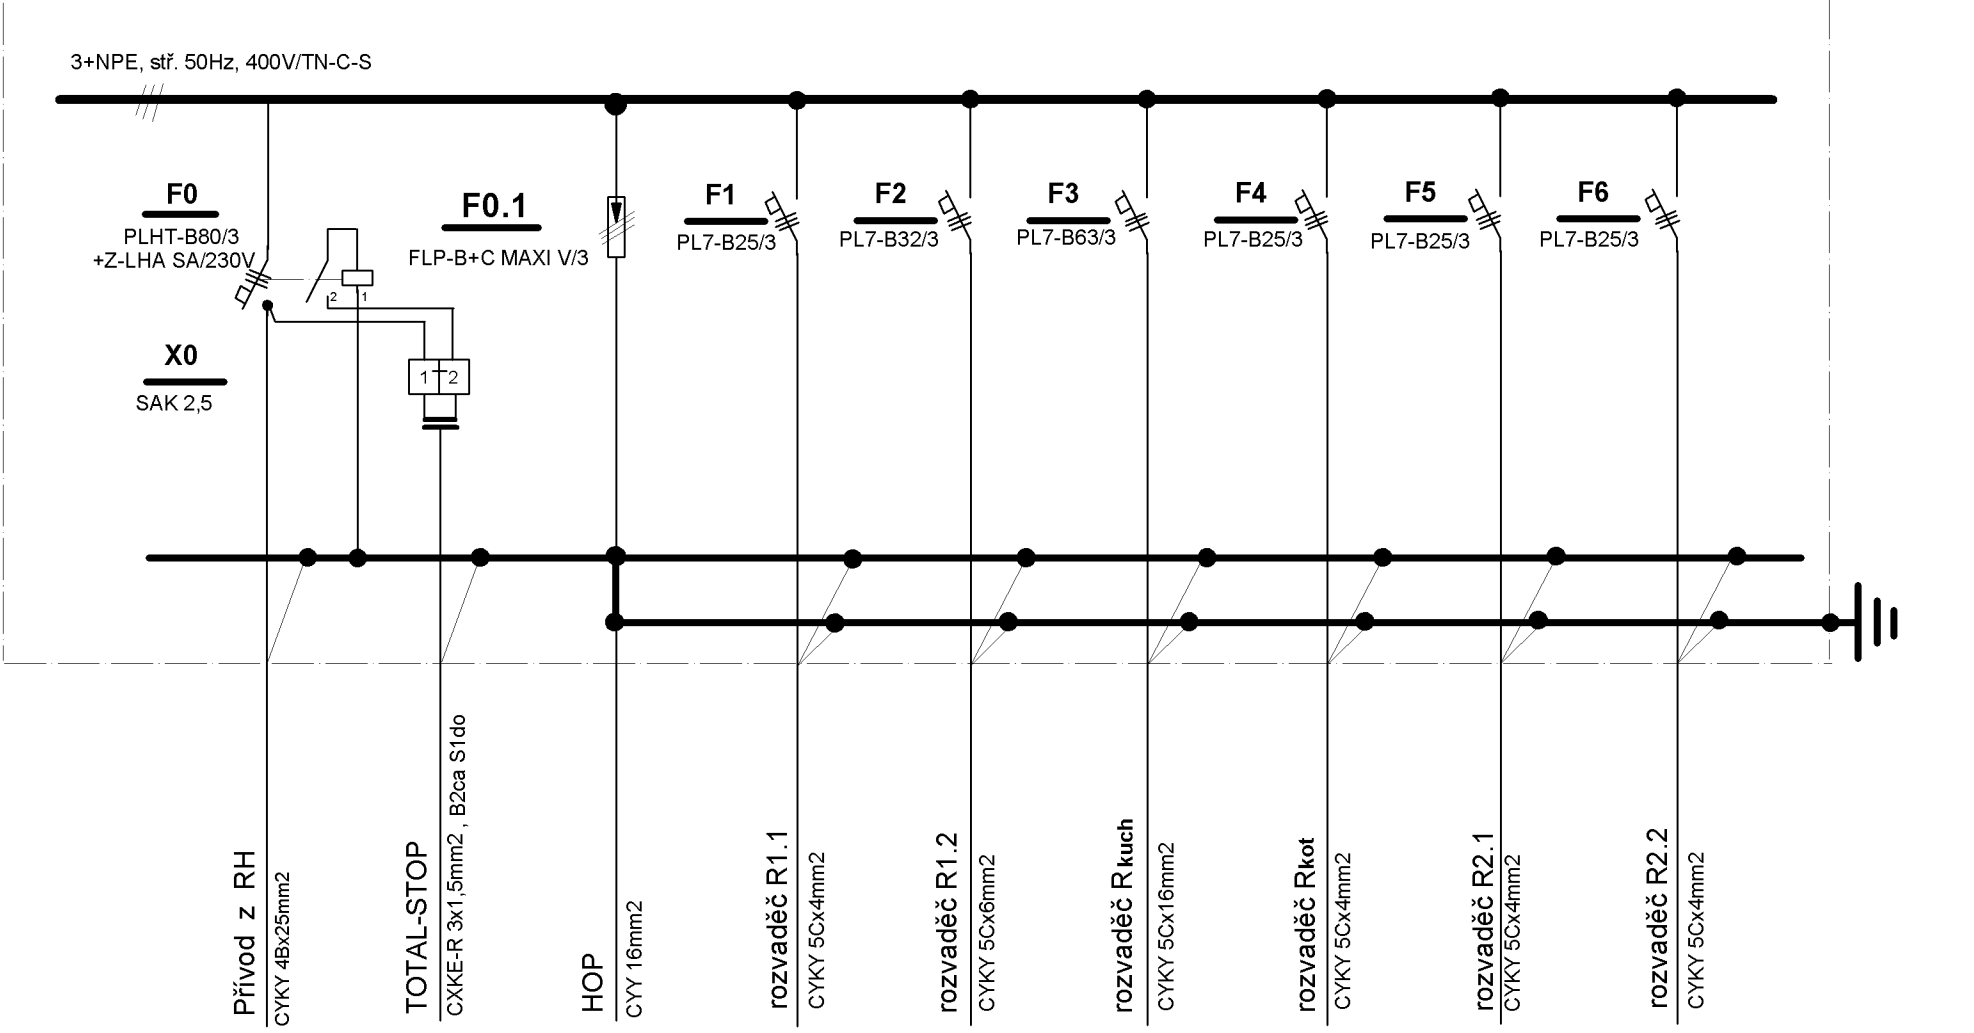 3+NPE, stř. 50Hz, 400V/TN-C-S
F0
PLHT-B80/3
+Z-LHA SA/230V
2
1
X0
SAK 2,5
1
2
F0.1
FLP-B+C MAXI V/3
F1
PL7-B25/3
F2
PL7-B32/3
F3
PL7-B63/3
F4
PL7-B25/3
F5
PL7-B25/3
F6
PL7-B25/3
Přívod z RH
CYKY 4Bx25mm2
TOTAL-STOP
CXKE-R 3x1,5mm2 , B2ca S1do
HOP
CYY 16mm2
rozvaděč R1.1
CYKY 5Cx4mm2
rozvaděč R1.2
CYKY 5Cx6mm2
rozvaděč Rkuch
CYKY 5Cx16mm2
rozvaděč Rkot
CYKY 5Cx4mm2
rozvaděč R2.1
CYKY 5Cx4mm2
rozvaděč R2.2
CYKY 5Cx4mm2